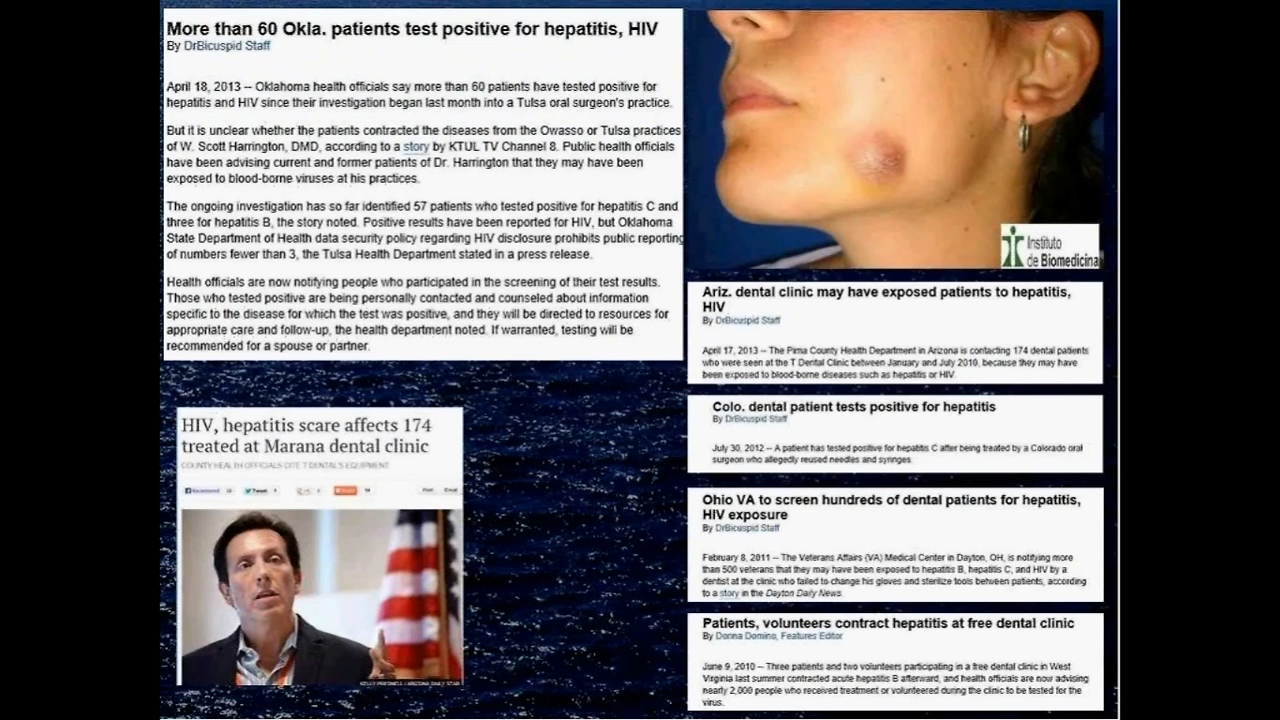 More than 60 Okla. patients test positive for hepatitis, HIV
By DrBicuspid Staff
April 18, 2013 -- Oklahoma health officials say more than 60 patients have tested positive for
hepatitis and HIV since their investigation began last month into a Tulsa oral surgeon's practice.
But it is unclear whether the patients contracted the diseases from the Owasso or Tulsa practices
of W. Scott Harrington, DMD, according to a story by KTUL TV Channel 8. Public health officials
have been advising current and former patients of Dr. Harrington that they may have been
exposed to blood-borne viruses at his practices.
The ongoing investigation has so far identified 57 patients who tested positive for hepatitis C and
three for hepatitis B, the story noted. Positive results have been reported for HIV, but Oklahoma
State Department of Health data security policy regarding HIV disclosure prohibits public reporting
of numbers fewer than 3, the Tulsa Health Department stated in a press release.
Health officials are now notifying people who participated in the screening of their test results.
Those who tested positive are being personally contacted and counseled about information
specific to the disease for which the test was positive, and they will be directed to resources for
appropriate care and follow-up, the health department noted. If warranted, testing will be
recommended for a spouse or partner.
HIV, hepatitis scare affects 174
treated at Marana dental clinic
COUNTY HEALTH OFFICIALS CITE T DENTAL'S EQUIPMENT
Recommend
Tweet
Print Email
KELLY PRESNELL / ARIZONA DAILY STAR
Instituto
de Biomedicina
Ariz. dental clinic may have exposed patients to hepatitis,
HIV
By DrBicuspid Staff
April 17, 2013 -- The Pima County Health Department in Arizona is contacting 174 dental patients
who were seen at the T Dental Clinic between January and July 2010, because they may have
been exposed to blood-borne diseases such as hepatitis or HIV.
Colo. dental patient tests positive for hepatitis
By DrBicuspid Staff
July 30, 2012 -- A patient has tested positive for hepatitis C after being treated by a Colorado oral
surgeon who allegedly reused needles and syringes.
Ohio VA to screen hundreds of dental patients for hepatitis,
HIV exposure
By DrBicuspid Staff
February 8, 2011 -- The Veterans Affairs (VA) Medical Center in Dayton, OH, is notifying more
than 500 veterans that they may have been exposed to hepatitis B, hepatitis C, and HIV by a
dentist at the clinic who failed to change his gloves and sterilize tools between patients, according
to a story in the Dayton Daily News.
Patients, volunteers contract hepatitis at free dental clinic
By Donna Domino, Features Editor
June 9, 2010 -- Three patients and two volunteers participating in a free dental clinic in West
Virginia last summer contracted acute hepatitis B afterward, and health officials are now advising
nearly 2,000 people who received treatment or volunteered during the clinic to be tested for the
virus.